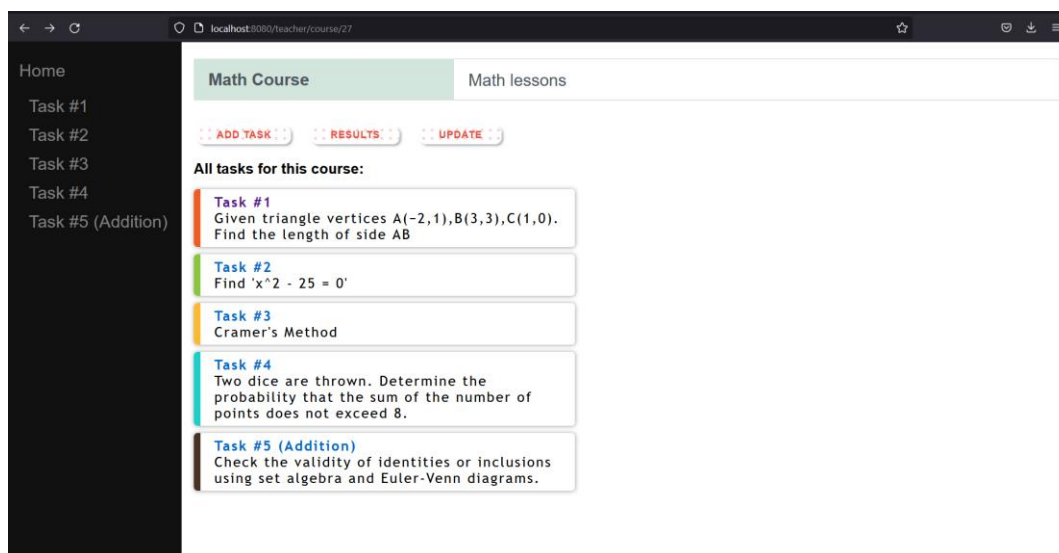 localhost:8080/teacher/course/27
Home
Task #1
Task #2
Task #3
Task #4
Task #5 (Addition)
Math Course
Math lessons
ADD TASK
RESULTS
UPDATE
All tasks for this course:
Task #1
Given triangle vertices A(−2,1),B(3,3),C(1,0).
Find the length of side AB
Task #2
Find 'x^2 - 25 = 0'
Task #3
Cramer's Method
Task #4
Two dice are thrown. Determine the
probability that the sum of the number of
points does not exceed 8.
Task #5 (Addition)
Check the validity of identities or inclusions
using set algebra and Euler-Venn diagrams.